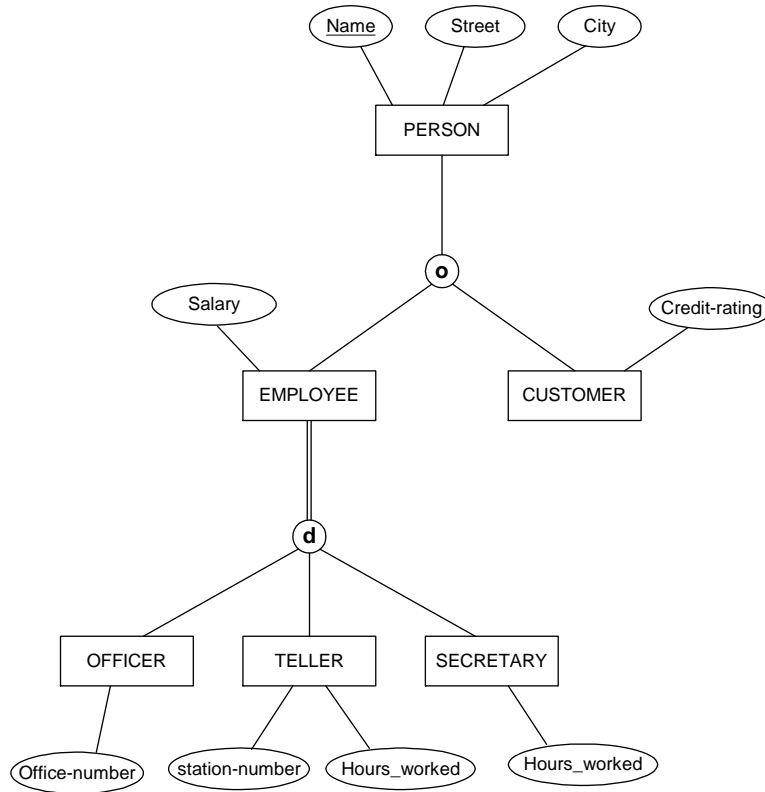 Name
Street
City
PERSON
o
Salary
Credit-rating
EMPLOYEE
CUSTOMER
d
OFFICER
TELLER
SECRETARY
Office-number
station-number
Hours_worked
Hours_worked